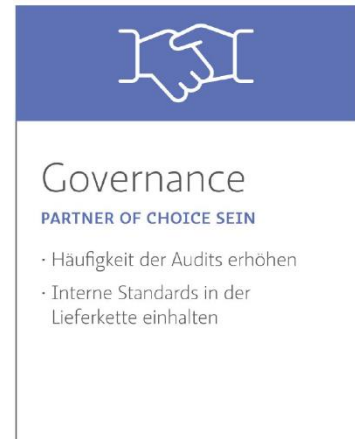 Governance
PARTNER OF CHOICE SEIN
· Häufigkeit der Audits erhöhen
· Interne Standards in der
Lieferkette einhalten